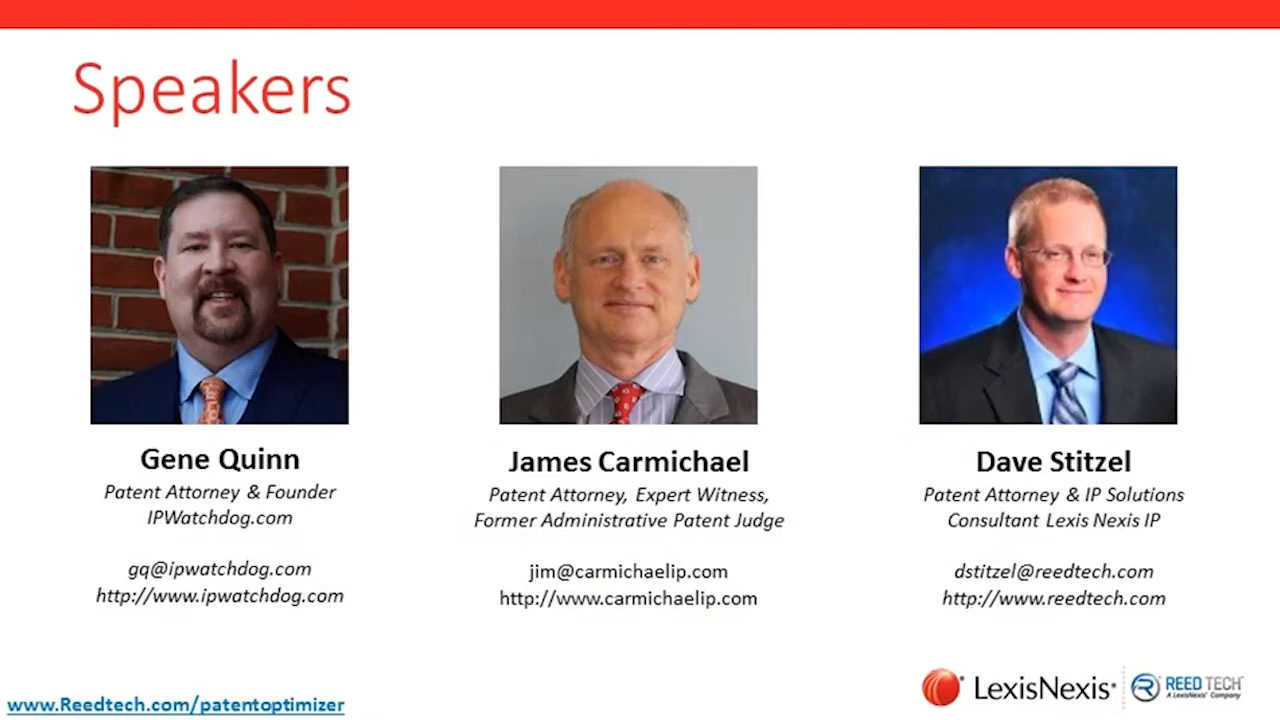 Speakers
Gene Quinn
Patent Attorney & Founder
IPWatchdog.com
gq@ipwatchdog.com
http://www.ipwatchdog.com
James Carmichael
Patent Attorney, Expert Witness,
Former Administrative Patent Judge
jim@carmichaelip.com
http://www.carmichaelip.com
Dave Stitzel
Patent Attorney & IP Solutions
Consultant Lexis Nexis IP
dstitzel@reedtech.com
http://www.reedtech.com
www.Reedtech.com/patentoptimizer
LexisNexis®
REED TECH
A LexisNexis® Company